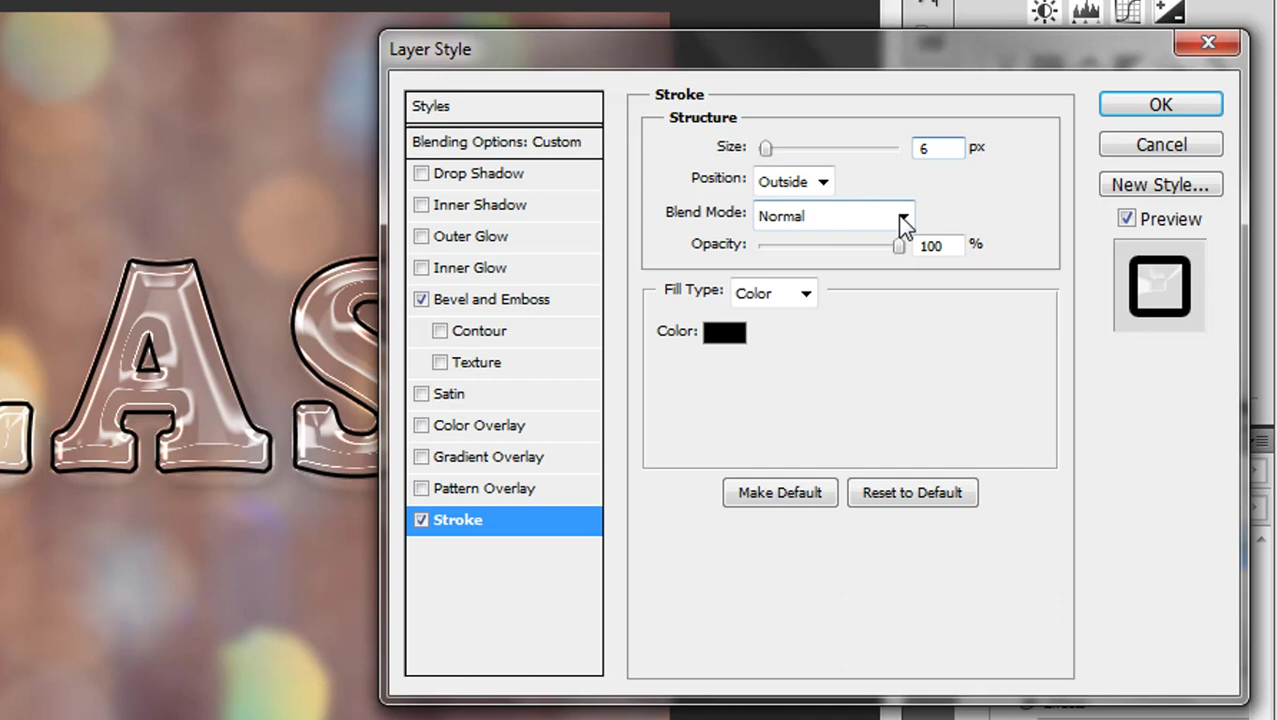 Layer Style
Styles
Blending Options: Custom
Drop Shadow
Inner Shadow
Outer Glow
Inner Glow
Bevel and Emboss
Contour
Texture
Satin
Color Overlay
Gradient Overlay
Pattern Overlay
Stroke
Stroke
Structure
Size: 6 px
Position: Outside
Blend Mode: Normal
Opacity: 100 %
Fill Type: Color
Color:
Make Default
Reset to Default
OK
Cancel
New Style...
Preview
AS